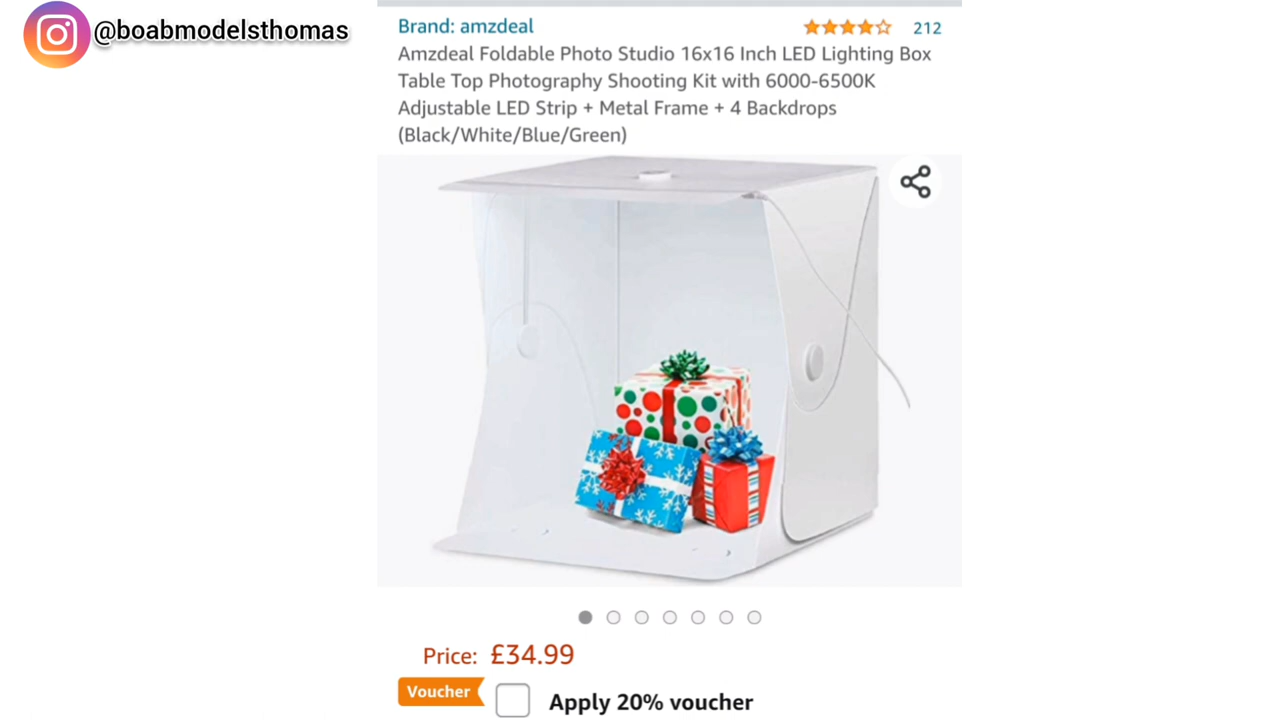 @boabmodelsthomas
Brand: amzdeal
212
Amzdeal Foldable Photo Studio 16x16 Inch LED Lighting Box
Table Top Photography Shooting Kit with 6000-6500K
Adjustable LED Strip + Metal Frame + 4 Backdrops
(Black/White/Blue/Green)
Price: £34.99
Voucher
Apply 20% voucher